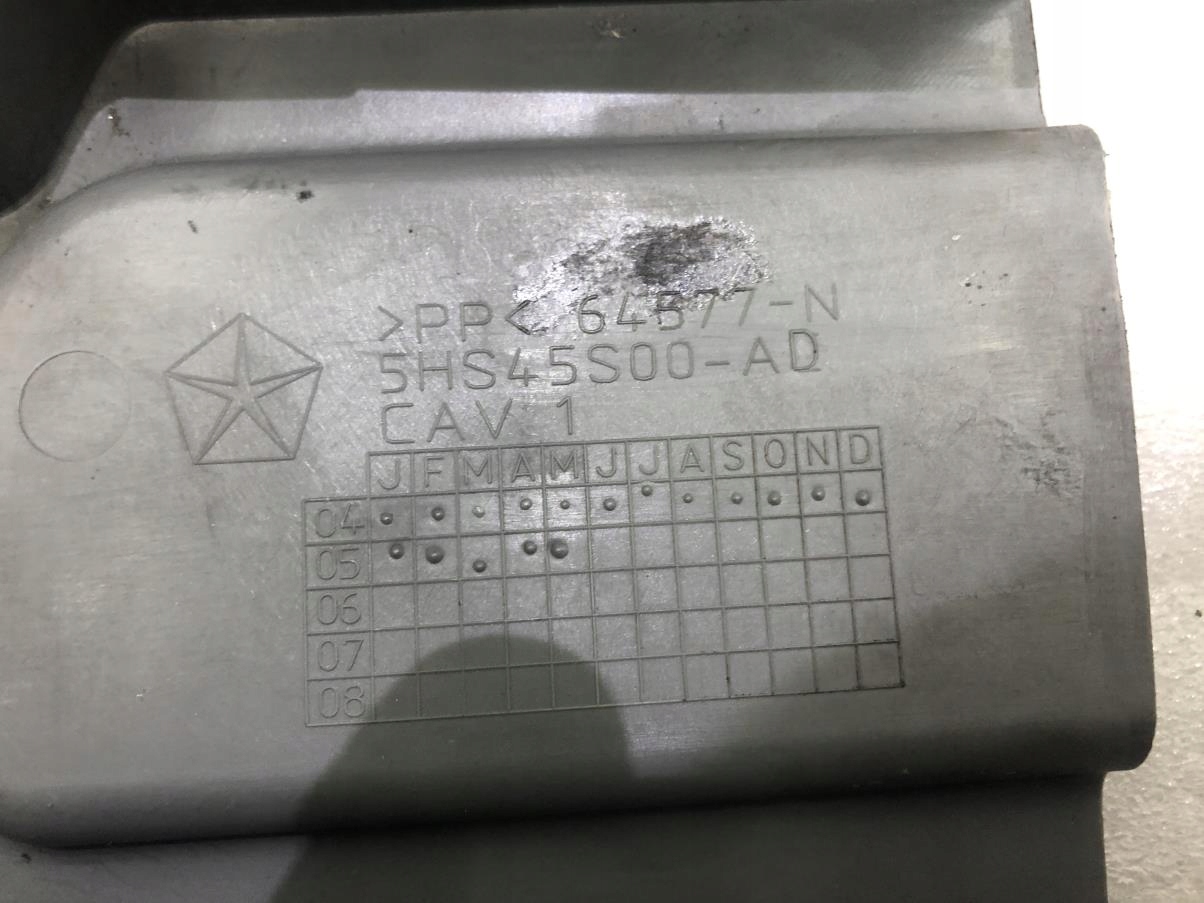 >PP< 64577-N
5HS45S00-AD
CAV 1
J F M A M J J A S O N D
04
05
06
07
08